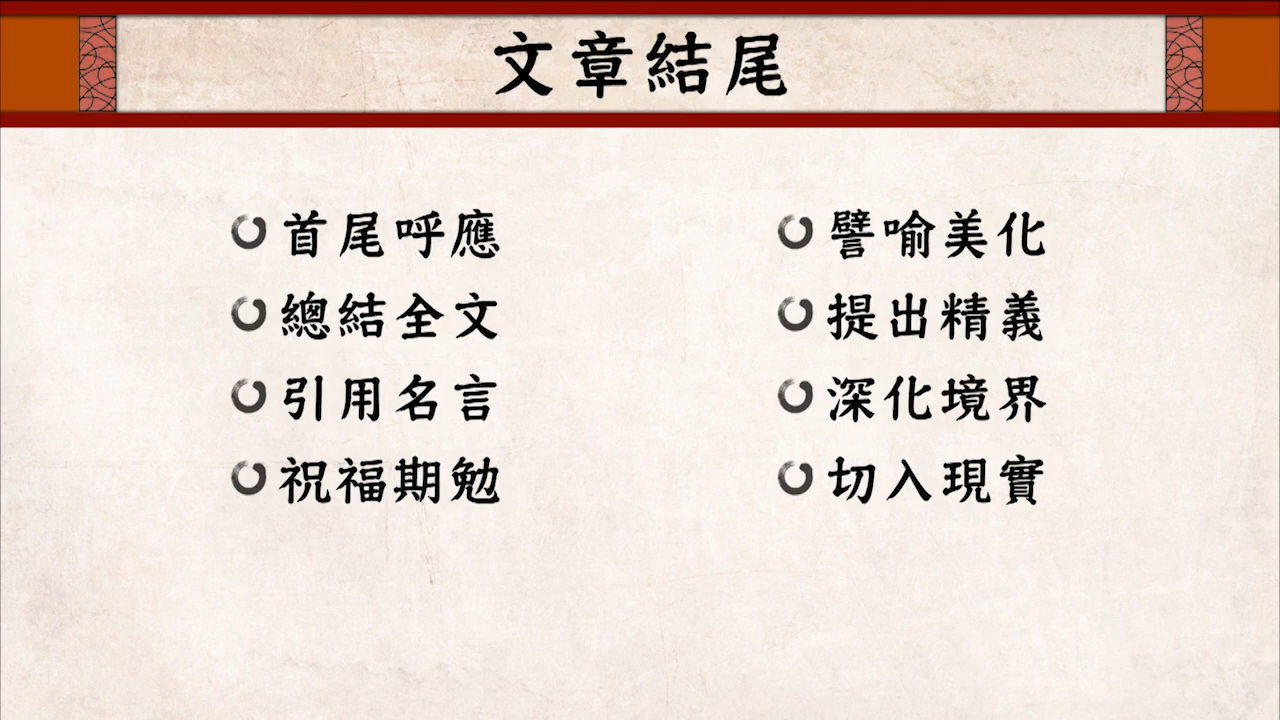 文章結尾
首尾呼應
總結全文
引用名言
祝福期勉
譬喻美化
提出精義
深化境界
切入現實